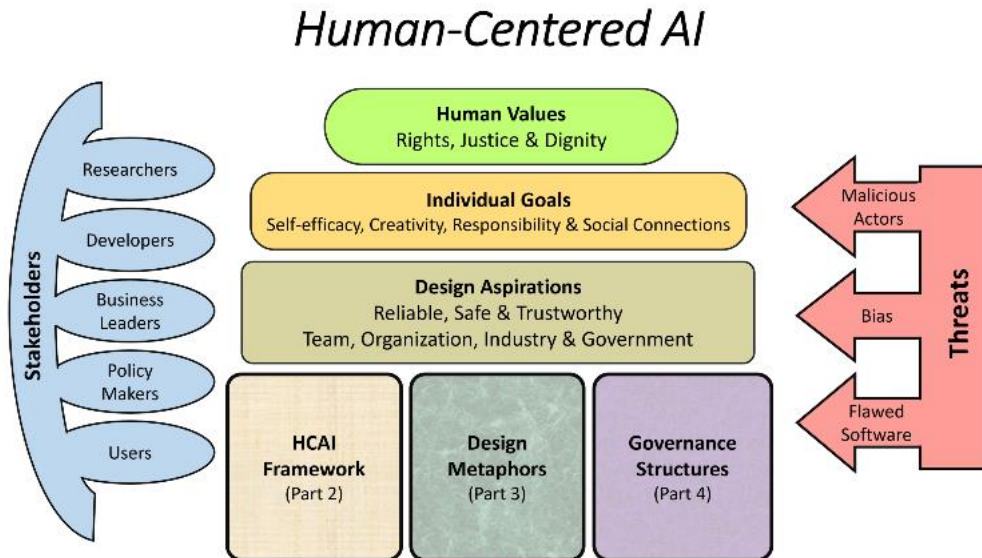 Human-Centered AI
Stakeholders
Researchers
Developers
Business
Leaders
Policy
Makers
Users
Human Values
Rights, Justice & Dignity
Individual Goals
Self-efficacy, Creativity, Responsibility & Social Connections
Design Aspirations
Reliable, Safe & Trustworthy
Team, Organization, Industry & Government
HCAI
Framework
(Part 2)
Design
Metaphors
(Part 3)
Governance
Structures
(Part 4)
Malicious
Actors
Bias
Flawed
Software
Threats